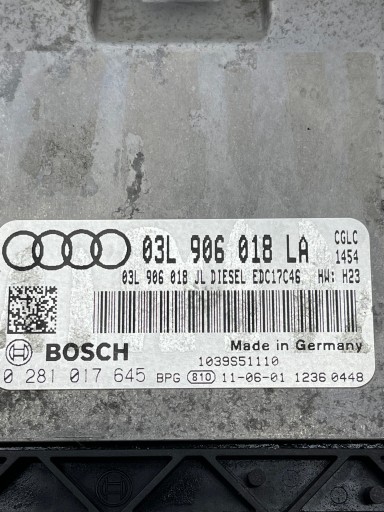 03L 906 018 LA CGLC
1454
03L 906 018 JL DIESEL EDC17C46 HW: H23
BOSCH
Made in Germany
1039S51110
0 281 017 645 BPG 810 11-06-01 1236 0448